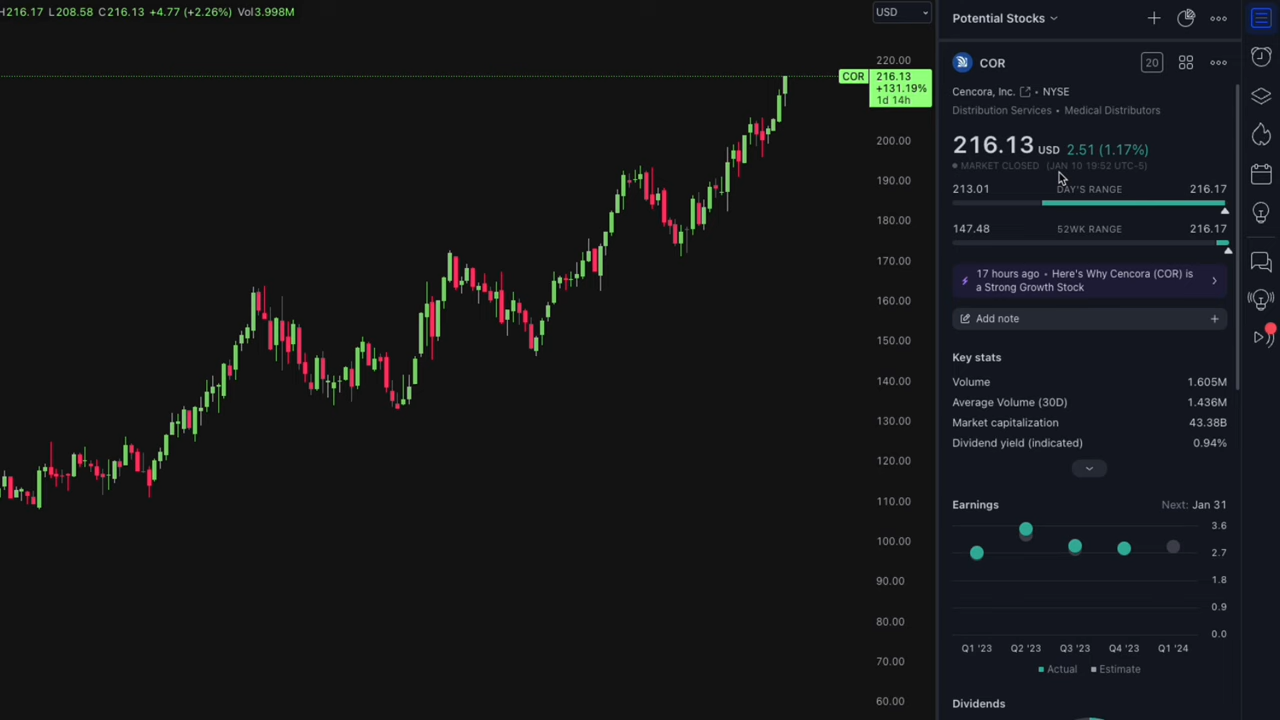 H216.17 L208.58 C216.13 +4.77 (+2.26%) Vol3.998M
USD
220.00
COR 216.13
+131.19%
1d 14h
200.00
190.00
180.00
170.00
160.00
150.00
140.00
130.00
120.00
110.00
100.00
90.00
80.00
70.00
60.00
Potential Stocks
COR
20
Cencora, Inc. • NYSE
Distribution Services • Medical Distributors
216.13 USD 2.51 (1.17%)
MARKET CLOSED (JAN 10 19:52 UTC-5)
213.01 DAY'S RANGE 216.17
147.48 52WK RANGE 216.17
17 hours ago • Here's Why Cencora (COR) is
a Strong Growth Stock
Add note
Key stats
Volume 1.605M
Average Volume (30D) 1.436M
Market capitalization 43.38B
Dividend yield (indicated) 0.94%
Earnings Next: Jan 31
3.6
2.7
1.8
0.9
0.0
Q1 '23 Q2 '23 Q3 '23 Q4 '23 Q1 '24
Actual Estimate
Dividends